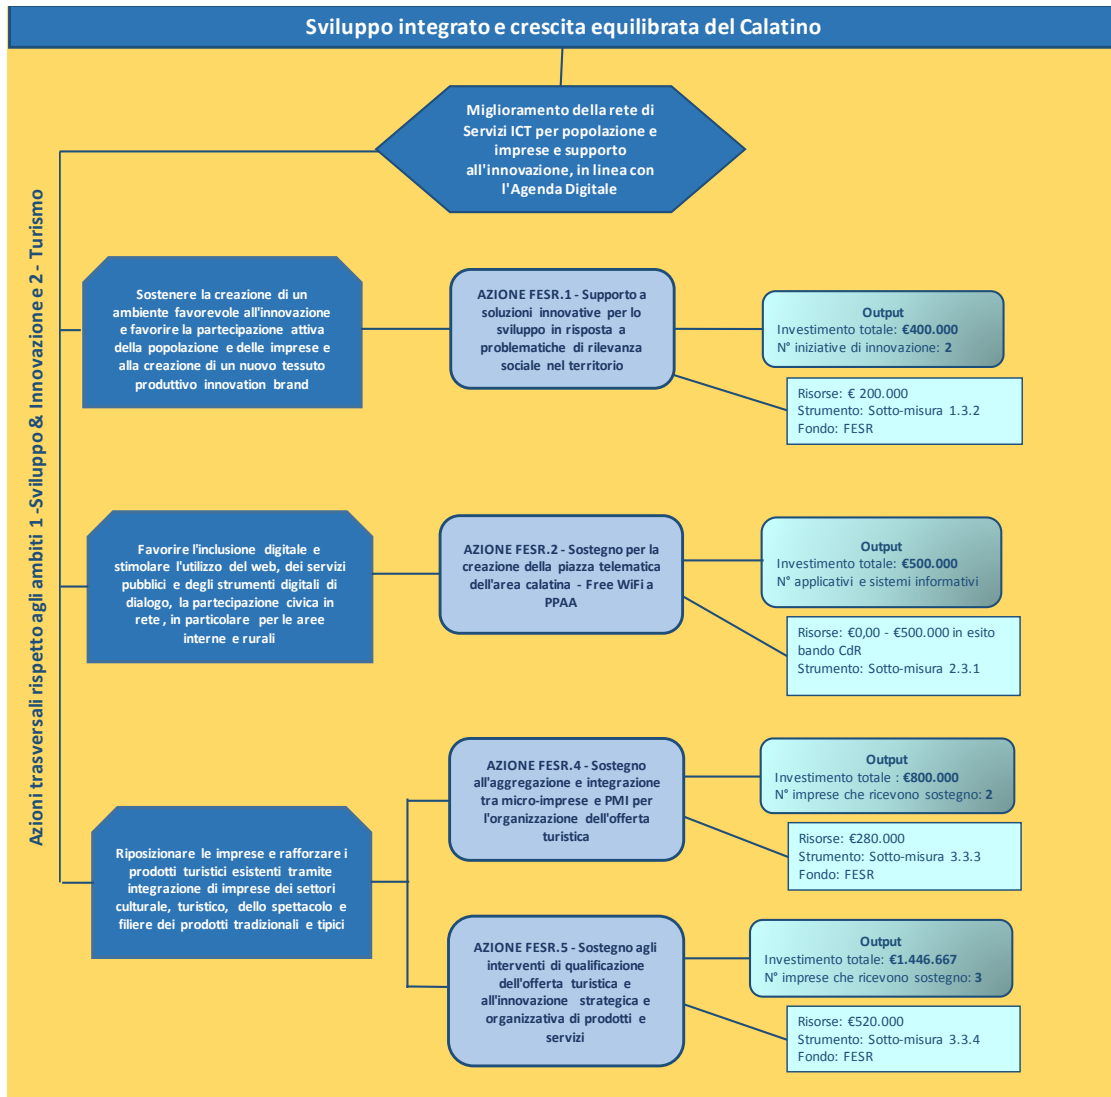 Sviluppo integrato e crescita equilibrata del Calatino
Miglioramento della rete di
Servizi ICT per popolazione e
imprese e supporto
all'innovazione, in linea con
l'Agenda Digitale
Azioni trasversali rispetto agli ambiti 1 -Sviluppo & Innovazione e 2 - Turismo
Sostenere la creazione di un
ambiente favorevole all'innovazione
e favorire la partecipazione attiva
della popolazione e delle imprese e
alla creazione di un nuovo tessuto
produttivo innovation brand
AZIONE FESR.1 - Supporto a
soluzioni innovative per lo
sviluppo in risposta a
problematiche di rilevanza
sociale nel territorio
Output
Investimento totale: €400.000
N° iniziative di innovazione: 2
Risorse: € 200.000
Strumento: Sotto-misura 1.3.2
Fondo: FESR
Favorire l'inclusione digitale e
stimolare l'utilizzo del web, dei servizi
pubblici e degli strumenti digitali di
dialogo, la partecipazione civica in
rete , in particolare per le aree
interne e rurali
AZIONE FESR.2 - Sostegno per la
creazione della piazza telematica
dell'area calatina - Free WiFi a
PPAA
Output
Investimento totale: €500.000
N° applicativi e sistemi informativi
Risorse: €0,00 - €500.000 in esito
bando CdR
Strumento: Sotto-misura 2.3.1
Riposizionare le imprese e rafforzare i
prodotti turistici esistenti tramite
integrazione di imprese dei settori
culturale, turistico, dello spettacolo e
filiere dei prodotti tradizionali e tipici
AZIONE FESR.4 - Sostegno
all'aggregazione e integrazione
tra micro-imprese e PMI per
l'organizzazione dell'offerta
turistica
Output
Investimento totale : €800.000
N° imprese che ricevono sostegno: 2
Risorse: €280.000
Strumento: Sotto-misura 3.3.3
Fondo: FESR
AZIONE FESR.5 - Sostegno agli
interventi di qualificazione
dell'offerta turistica e
all'innovazione strategica e
organizzativa di prodotti e
servizi
Output
Investimento totale: €1.446.667
N° imprese che ricevono sostegno: 3
Risorse: €520.000
Strumento: Sotto-misura 3.3.4
Fondo: FESR